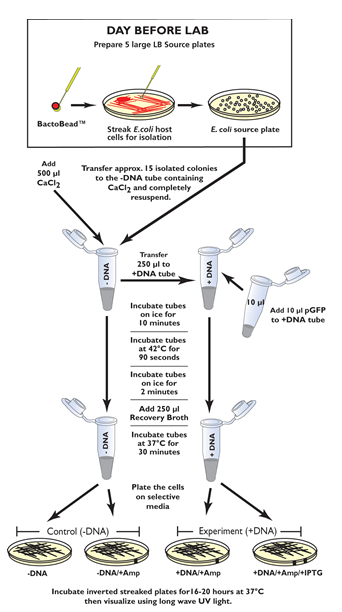 DAY BEFORE LAB
Prepare 5 large LB Source plates
BactoBead™
Streak E.coli host
cells for isolation
E. coli source plate
Add
500 µl
CaCl2
Transfer approx. 15 isolated colonies
to the -DNA tube containing
CaCl2 and completely
resuspend.
- DNA
Transfer
250 µl to
+DNA tube
+ DNA
10 µl
Add 10 µl pGFP
to +DNA tube
Incubate tubes
on ice for
10 minutes
Incubate tubes
at 42°C for
90 seconds
Incubate tubes
on ice for
2 minutes
Add 250 µl
Recovery Broth
Incubate tubes
at 37°C for
30 minutes
- DNA
+ DNA
Plate the cells
on selective
media
Control (-DNA)
Experiment (+DNA)
-DNA
-DNA/+Amp
+DNA/+Amp
+DNA/+Amp/+IPTG
Incubate inverted streaked plates for16-20 hours at 37°C
then visualize using long wave UV light.